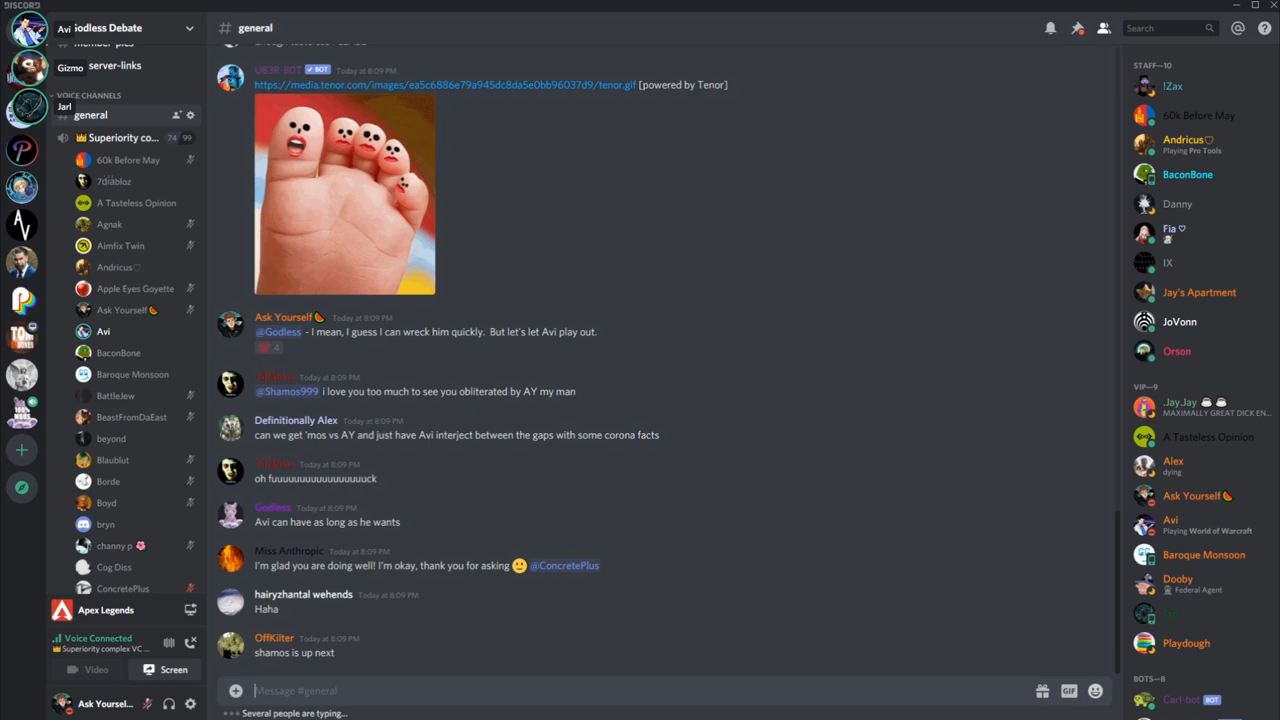 DISCORD
Avi
Godless Debate
Gizmo
server-links
Jarl
VOICE CHANNELS
general
Superiority co... 74 99
60k Before May
7diabloz
A Tasteless Opinion
Agnak
Aimfix Twin
Andricus♡
Apple Eyes Goyette
Ask Yourself🍉
Avi
BaconBone
Baroque Monsoon
BattleJew
BeastFromDaEast
beyond
Blaublut
Borde
Boyd
bryn
channy p 🌸
Cog Diss
ConcretePlus
Apex Legends
Voice Connected
Superiority complex VC ...
Video
Screen
Ask Yoursel...
# general
Search
UB3R-B0T BOT Today at 8:09 PM
https://media.tenor.com/images/ea5c6886e79a945dc8da5e0bb96037d9/tenor.gif [powered by Tenor]
Ask Yourself🍉 Today at 8:09 PM
@Godless - I mean, I guess I can wreck him quickly. But let's let Avi play out.
4
Today at 8:09 PM
@Shamos999 i love you too much to see you obliterated by AY my man
Definitionally Alex Today at 8:09 PM
can we get 'mos vs AY and just have Avi interject between the gaps with some corona facts
Today at 8:09 PM
oh fuuuuuuuuuuuuuuuuck
Godless Today at 8:09 PM
Avi can have as long as he wants
Miss Anthropic Today at 8:09 PM
I'm glad you are doing well! I'm okay, thank you for asking 🙂 @ConcretePlus
hairyzhantal wehends Today at 8:09 PM
Haha
OffKilter Today at 8:09 PM
shamos is up next
Message #general
GIF
Several people are typing...
STAFF—10
!Zax
60k Before May
Andricus♡
Playing Pro Tools
BaconBone
Danny
Fia ♡
IX
Jay's Apartment
JoVonn
Orson
VIP—9
.Jay.Jay ☕ ☕
MAXIMALLY GREAT DICK EN...
A Tasteless Opinion
Alex
dying
Ask Yourself🍉
Avi
Playing World of Warcraft
Baroque Monsoon
Dooby
Federal Agent
Playdough
BOTS—8
Carl-bot BOT